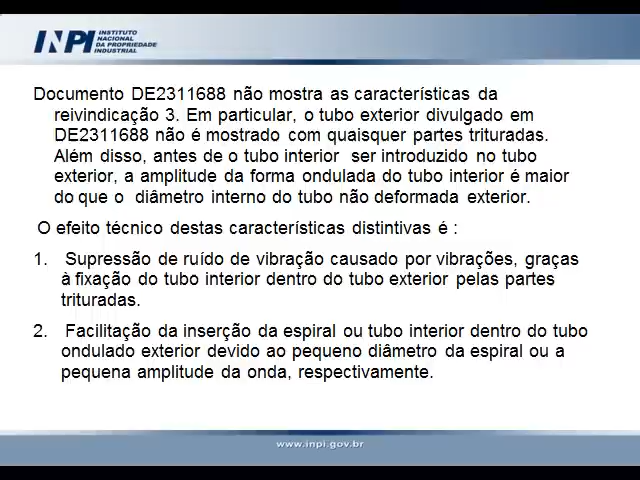 INPI INSTITUTO
NACIONAL
DA PROPRIEDADE
INDUSTRIAL
Documento DE2311688 não mostra as características da
reivindicação 3. Em particular, o tubo exterior divulgado em
DE2311688 não é mostrado com quaisquer partes trituradas.
Além disso, antes de o tubo interior ser introduzido no tubo
exterior, a amplitude da forma ondulada do tubo interior é maior
do que o diâmetro interno do tubo não deformada exterior.
O efeito técnico destas características distintivas é :
1. Supressão de ruído de vibração causado por vibrações, graças
à fixação do tubo interior dentro do tubo exterior pelas partes
trituradas.
2. Facilitação da inserção da espiral ou tubo interior dentro do tubo
ondulado exterior devido ao pequeno diâmetro da espiral ou a
pequena amplitude da onda, respectivamente.
www.inpi.gov.br